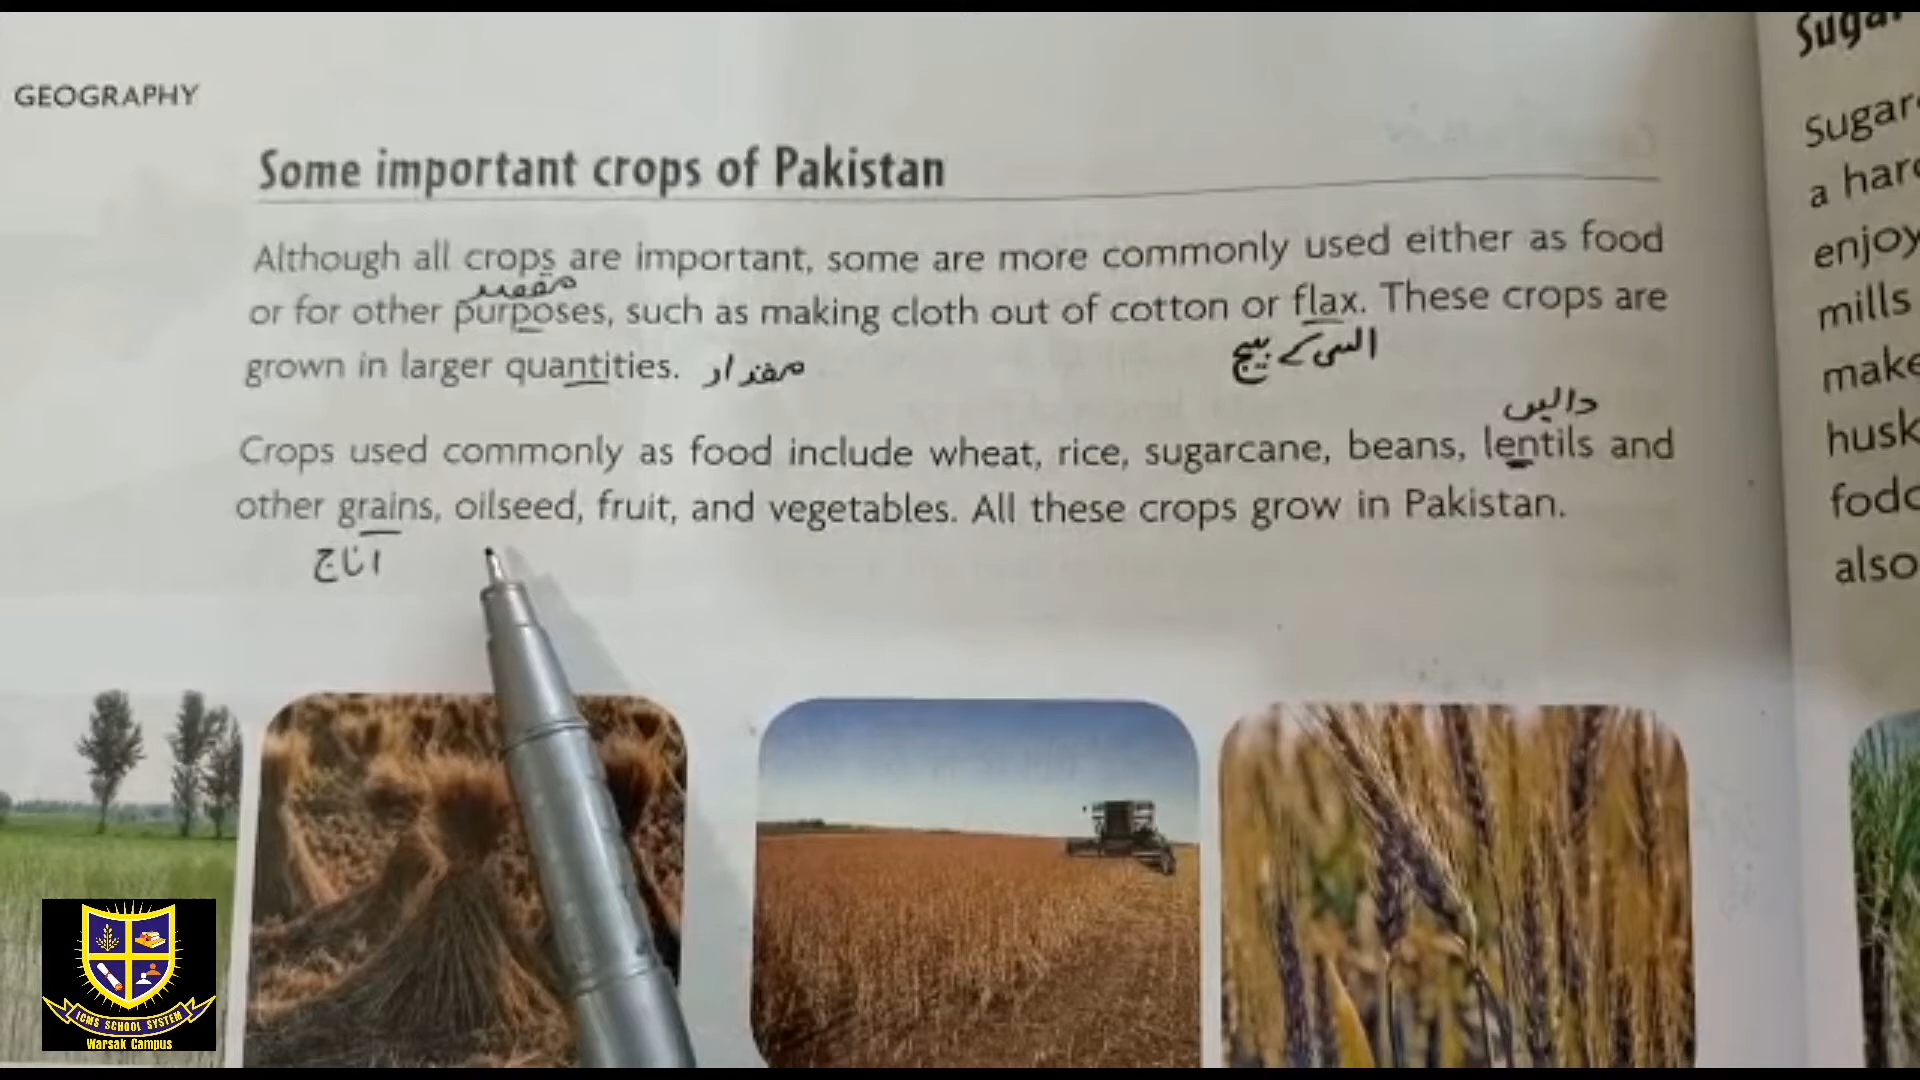 GEOGRAPHY
Some important crops of Pakistan
Although all crops are important, some are more commonly used either as food
مقصد
or for other purposes, such as making cloth out of cotton or flax. These crops are
السی کے بیج
grown in larger quantities. مقدار
دالیں
Crops used commonly as food include wheat, rice, sugarcane, beans, lentils and
other grains, oilseed, fruit, and vegetables. All these crops grow in Pakistan.
اناج
Sugar
Sugar
a hard
enjoy
mills
make
husk
fodd
also
ICMS SCHOOL SYSTEM
Warsak Campus